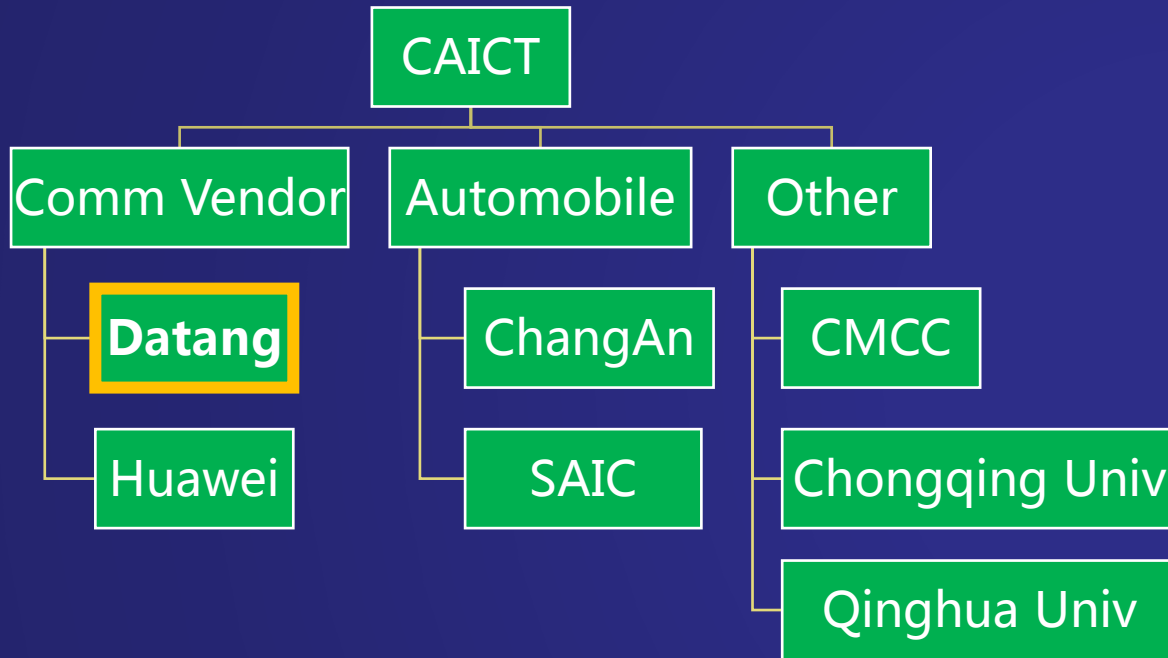 CAICT
Comm Vendor
Automobile
Other
Datang
ChangAn
CMCC
Huawei
SAIC
Chongqing Univ
Qinghua Univ